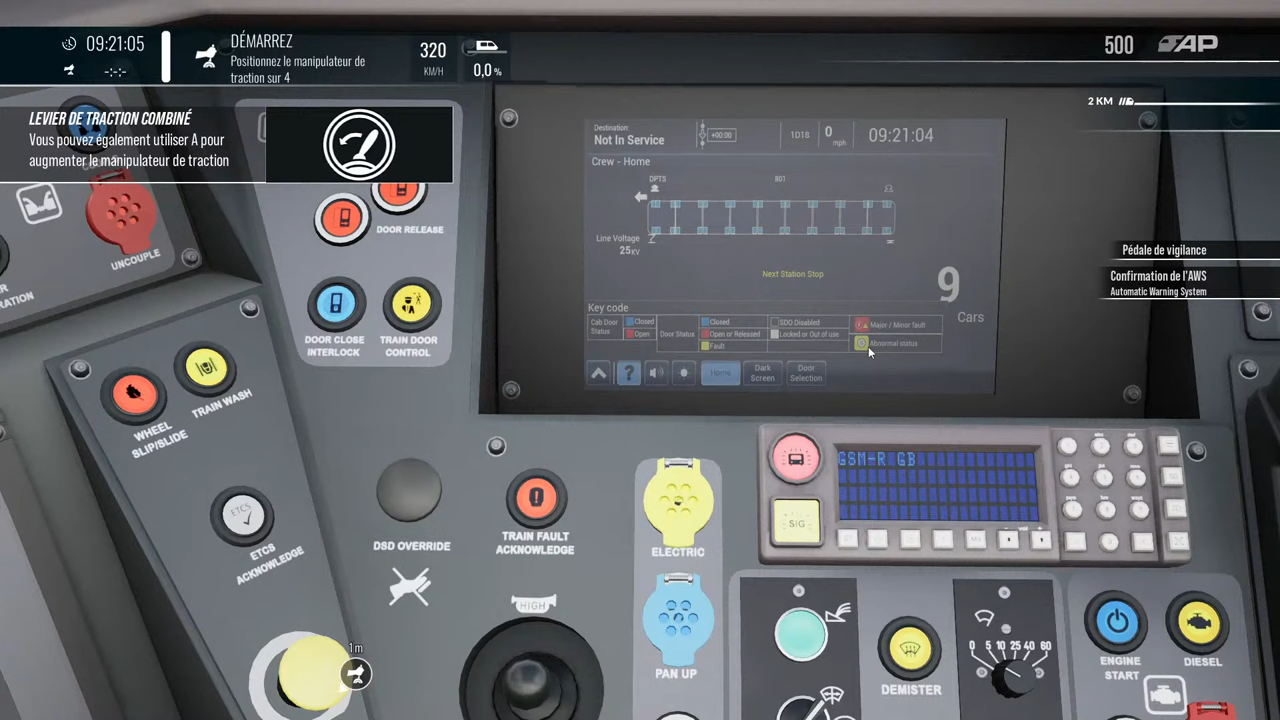 09:21:05
-:-:-
DÉMARREZ
Positionnez le manipulateur de
traction sur 4
320
KM/H
0,0 %
500 AP
2 KM
LEVIER DE TRACTION COMBINÉ
Vous pouvez également utiliser A pour
augmenter le manipulateur de traction
Pédale de vigilance
Confirmation de l'AWS
Automatic Warning System
UNCOUPLE
DOOR RELEASE
DOOR CLOSE
INTERLOCK
TRAIN DOOR
CONTROL
Destination:
Not In Service
+00:00
1D18
0
mph
09:21:04
Crew - Home
DPTS
801
Line Voltage
25KV
Next Station Stop
9
Cars
Key code
Cab Door
Status
Closed
Open
Door Status
Closed
Open or Released
Fault
SDO Disabled
Locked or Out of use
Major / Minor fault
Abnormal status
?
Home
Dark
Screen
Door
Selection
WHEEL
SLIP/SLIDE
TRAIN WASH
ETCS
ETCS
ACKNOWLEDGE
DSD OVERRIDE
TRAIN FAULT
ACKNOWLEDGE
HIGH
1m
ELECTRIC
PAN UP
GSM-R GB
SIG
DEMISTER
0 5 10 25 40 60
ENGINE
START
DIESEL